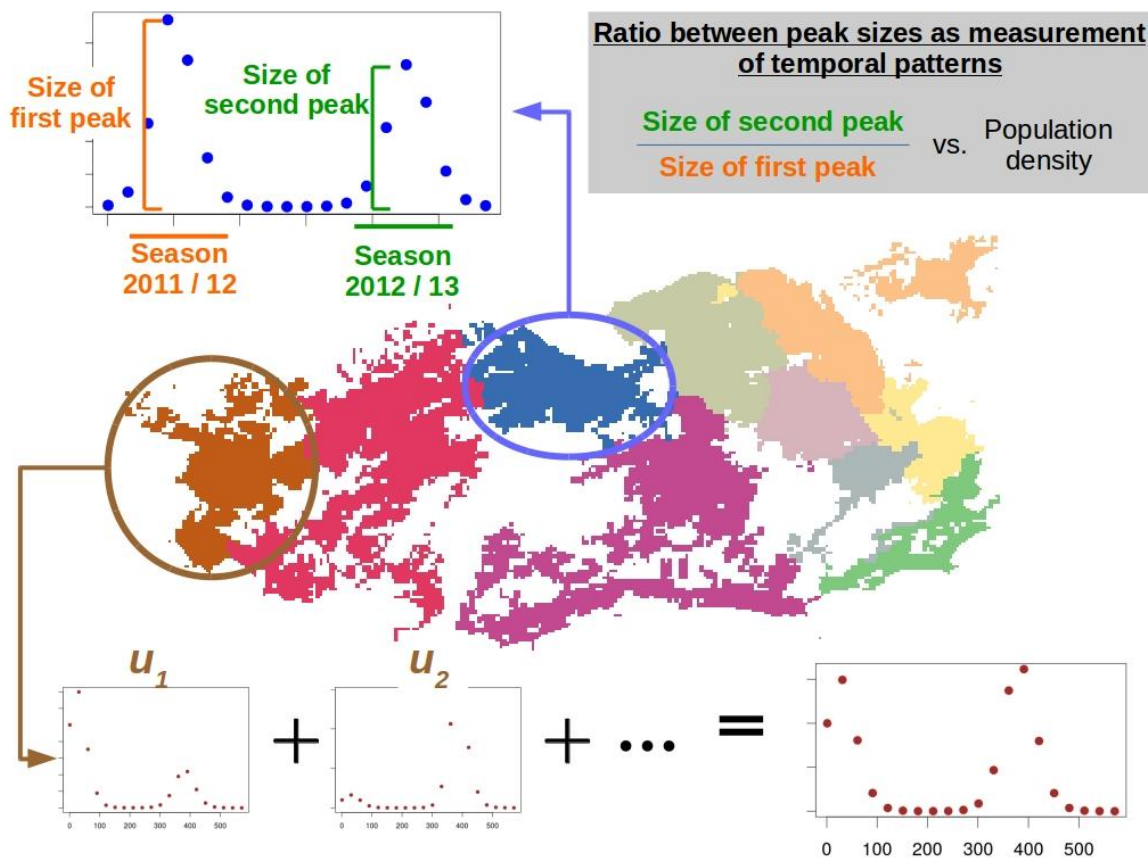 Ratio between peak sizes as measurement
of temporal patterns
Size of second peak
Size of first peak
vs.
Population
density
Size of
first peak
Size of
second peak
Season
2011 / 12
Season
2012 / 13
u1
u2
+
+
...
=
0 100 200 300 400 500
0 100 200 300 400 500
0 100 200 300 400 500